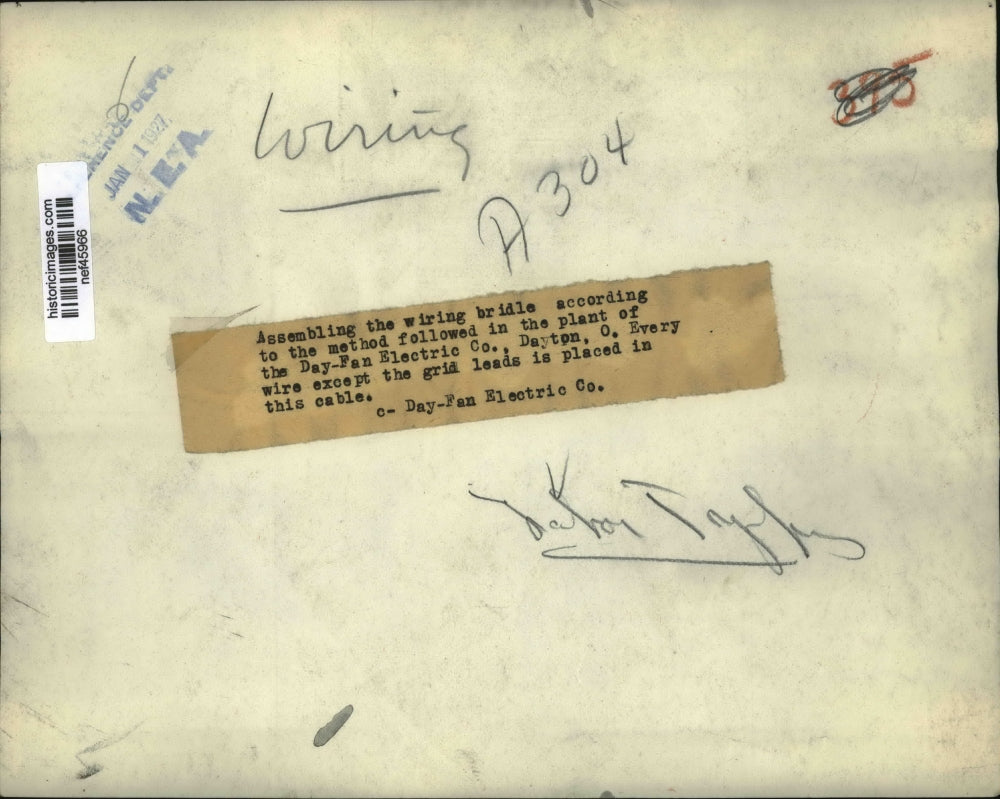 Wiring
A 304
395
JAN 1 1927
N. E. A.
historicimages.com
nef45966
Assembling the wiring bridle according
to the method followed in the plant of
the Day-Fan Electric Co., Dayton, O. Every
wire except the grid leads is placed in
this cable.
c- Day-Fan Electric Co.